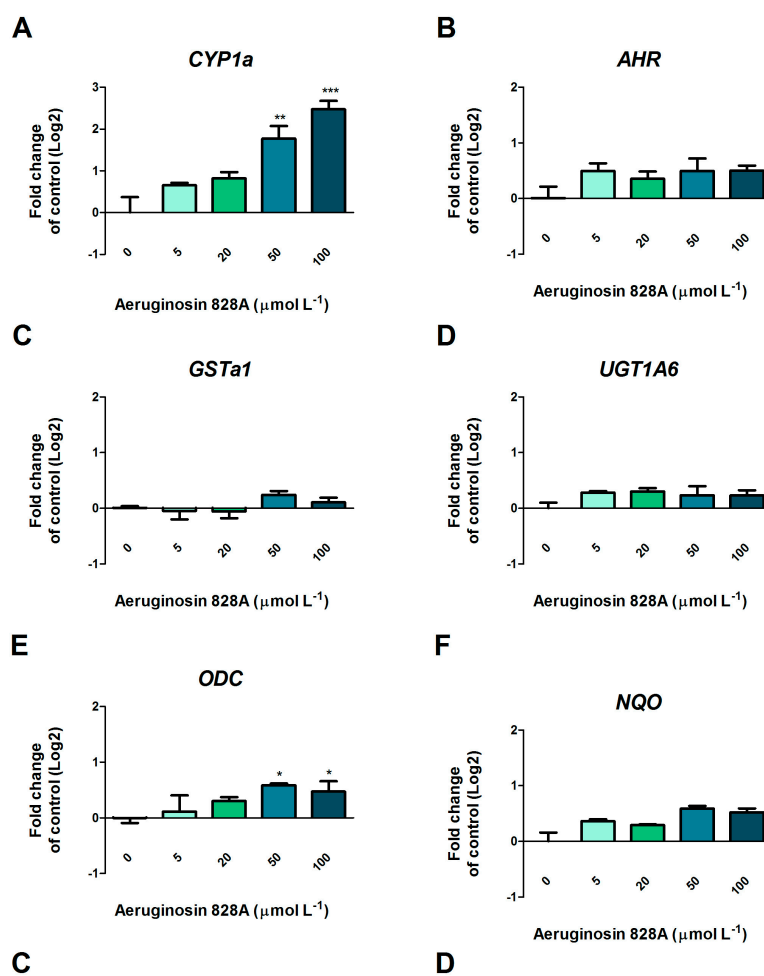 A
B
CYP1a
AHR
Fold change
of control (Log2)
3
2
1
0
-1
**
***
0
5
20
50
100
Aeruginosin 828A (μmol L-1)
Fold change
of control (Log2)
2
1
0
-1
0
5
20
50
100
Aeruginosin 828A (μmol L-1)
C
D
GSTa1
UGT1A6
Fold change
of control (Log2)
2
1
0
-1
0
5
20
50
100
Aeruginosin 828A (μmol L-1)
Fold change
of control (Log2)
2
1
0
-1
0
5
20
50
100
Aeruginosin 828A (μmol L-1)
E
F
ODC
NQO
Fold change
of control (Log2)
2
1
0
-1
*
*
0
5
20
50
100
Aeruginosin 828A (μmol L-1)
Fold change
of control (Log2)
2
1
0
-1
0
5
20
50
100
Aeruginosin 828A (μmol L-1)
C
D